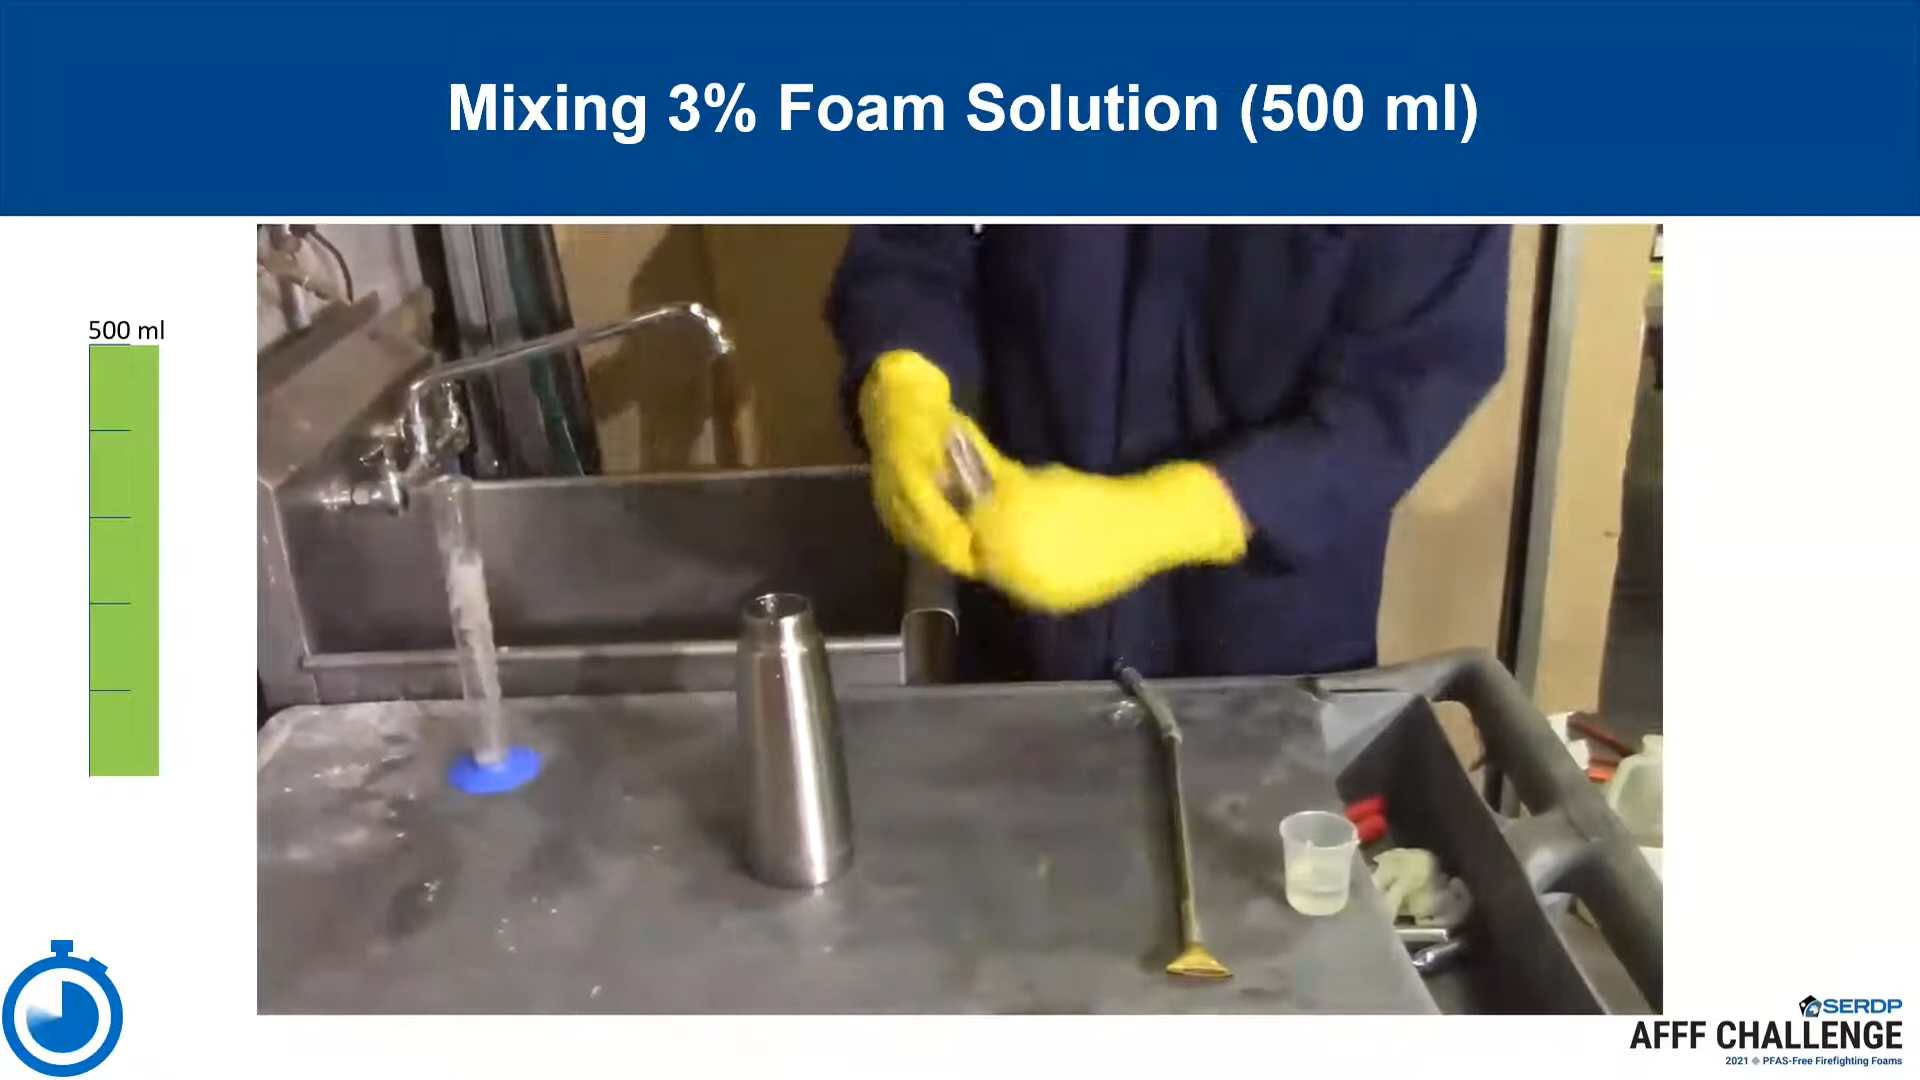 Mixing 3% Foam Solution (500 ml)
500 ml
SERDP
AFFF CHALLENGE
2021 ◆ PFAS-Free Firefighting Foams